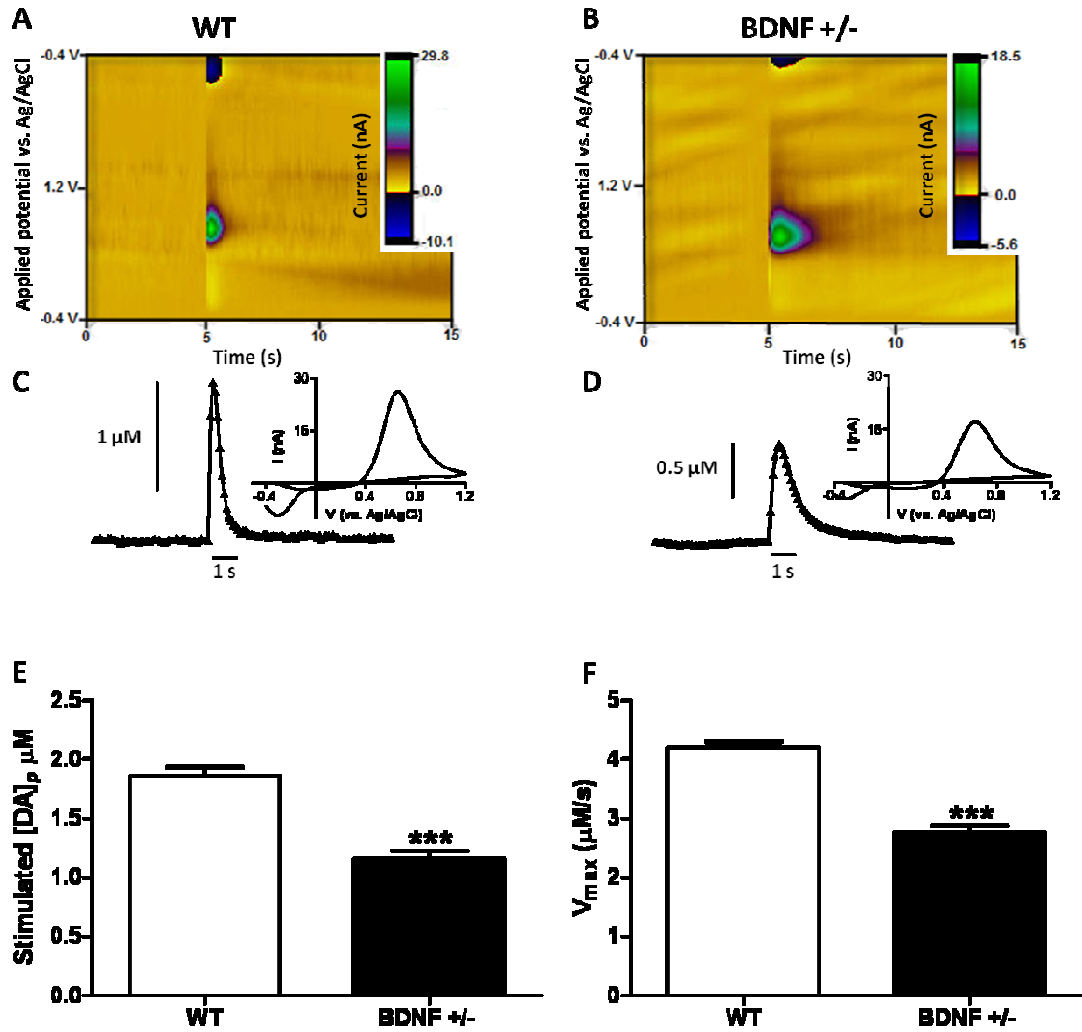 A
WT
-0.4 V
1.2 V
-0.4 V
Applied potential vs. Ag/AgCl
0
5
10
15
Time (s)
Current (nA)
29.8
0.0
-10.1
B
BDNF +/-
-0.4 V
1.2 V
-0.4 V
Applied potential vs. Ag/AgCl
0
5
10
15
Time (s)
Current (nA)
18.5
0.0
-5.6
C
1 µM
1 s
30
15
I (nA)
-0.4
0.4
0.8
1.2
V (vs. Ag/AgCl)
D
0.5 µM
1 s
30
15
I (nA)
-0.4
0.4
0.8
1.2
V (vs. Ag/AgCl)
E
Stimulated [DA]p µM
2.5
2.0
1.5
1.0
0.5
0.0
***
WT
BDNF +/-
F
Vmax (µM/s)
5
4
3
2
1
0
***
WT
BDNF +/-